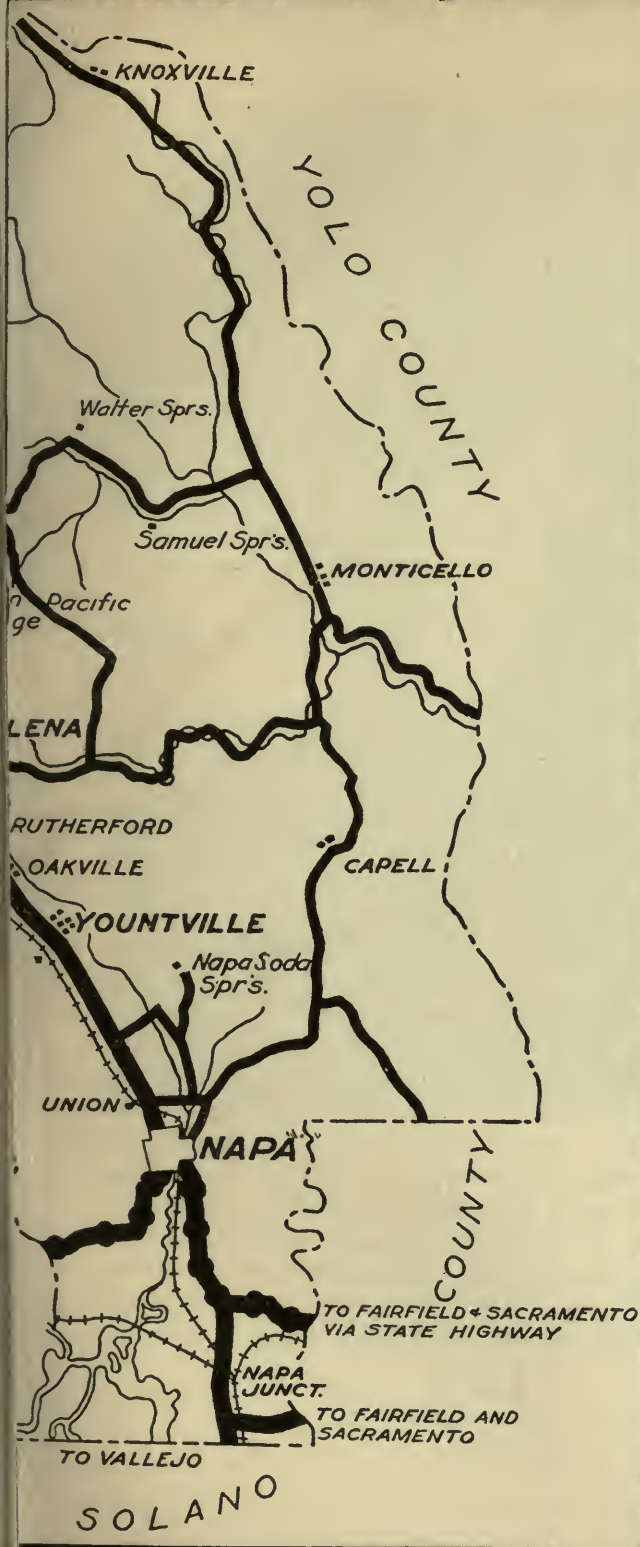 KNOXVILLE
YOLO COUNTY
Walter Sprs.
Samuel Spr's.
MONTICELLO
n Pacific
ge
LENA
RUTHERFORD
OAKVILLE
CAPELL
YOUNTVILLE
Napa Soda
Spr's.
UNION
NAPA
COUNTY
TO FAIRFIELD & SACRAMENTO
VIA STATE HIGHWAY
NAPA
JUNCT.
TO FAIRFIELD AND
SACRAMENTO
TO VALLEJO
SOLANO